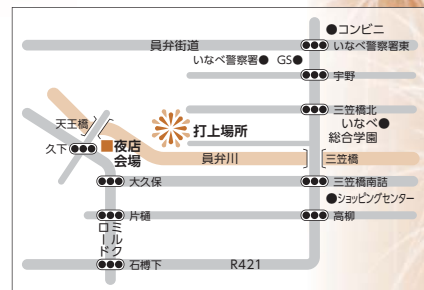 ●コンビニ
員弁街道
いなべ警察署東
いなべ警察署● GS●
宇野
三笠橋北
天王橋
打上場所
いなべ●
総合学園
久下
夜店
会場
員弁川
三笠橋
大久保
三笠橋南詰
●ショッピングセンター
片樋
高柳
ミルクロード
石榑下
R421